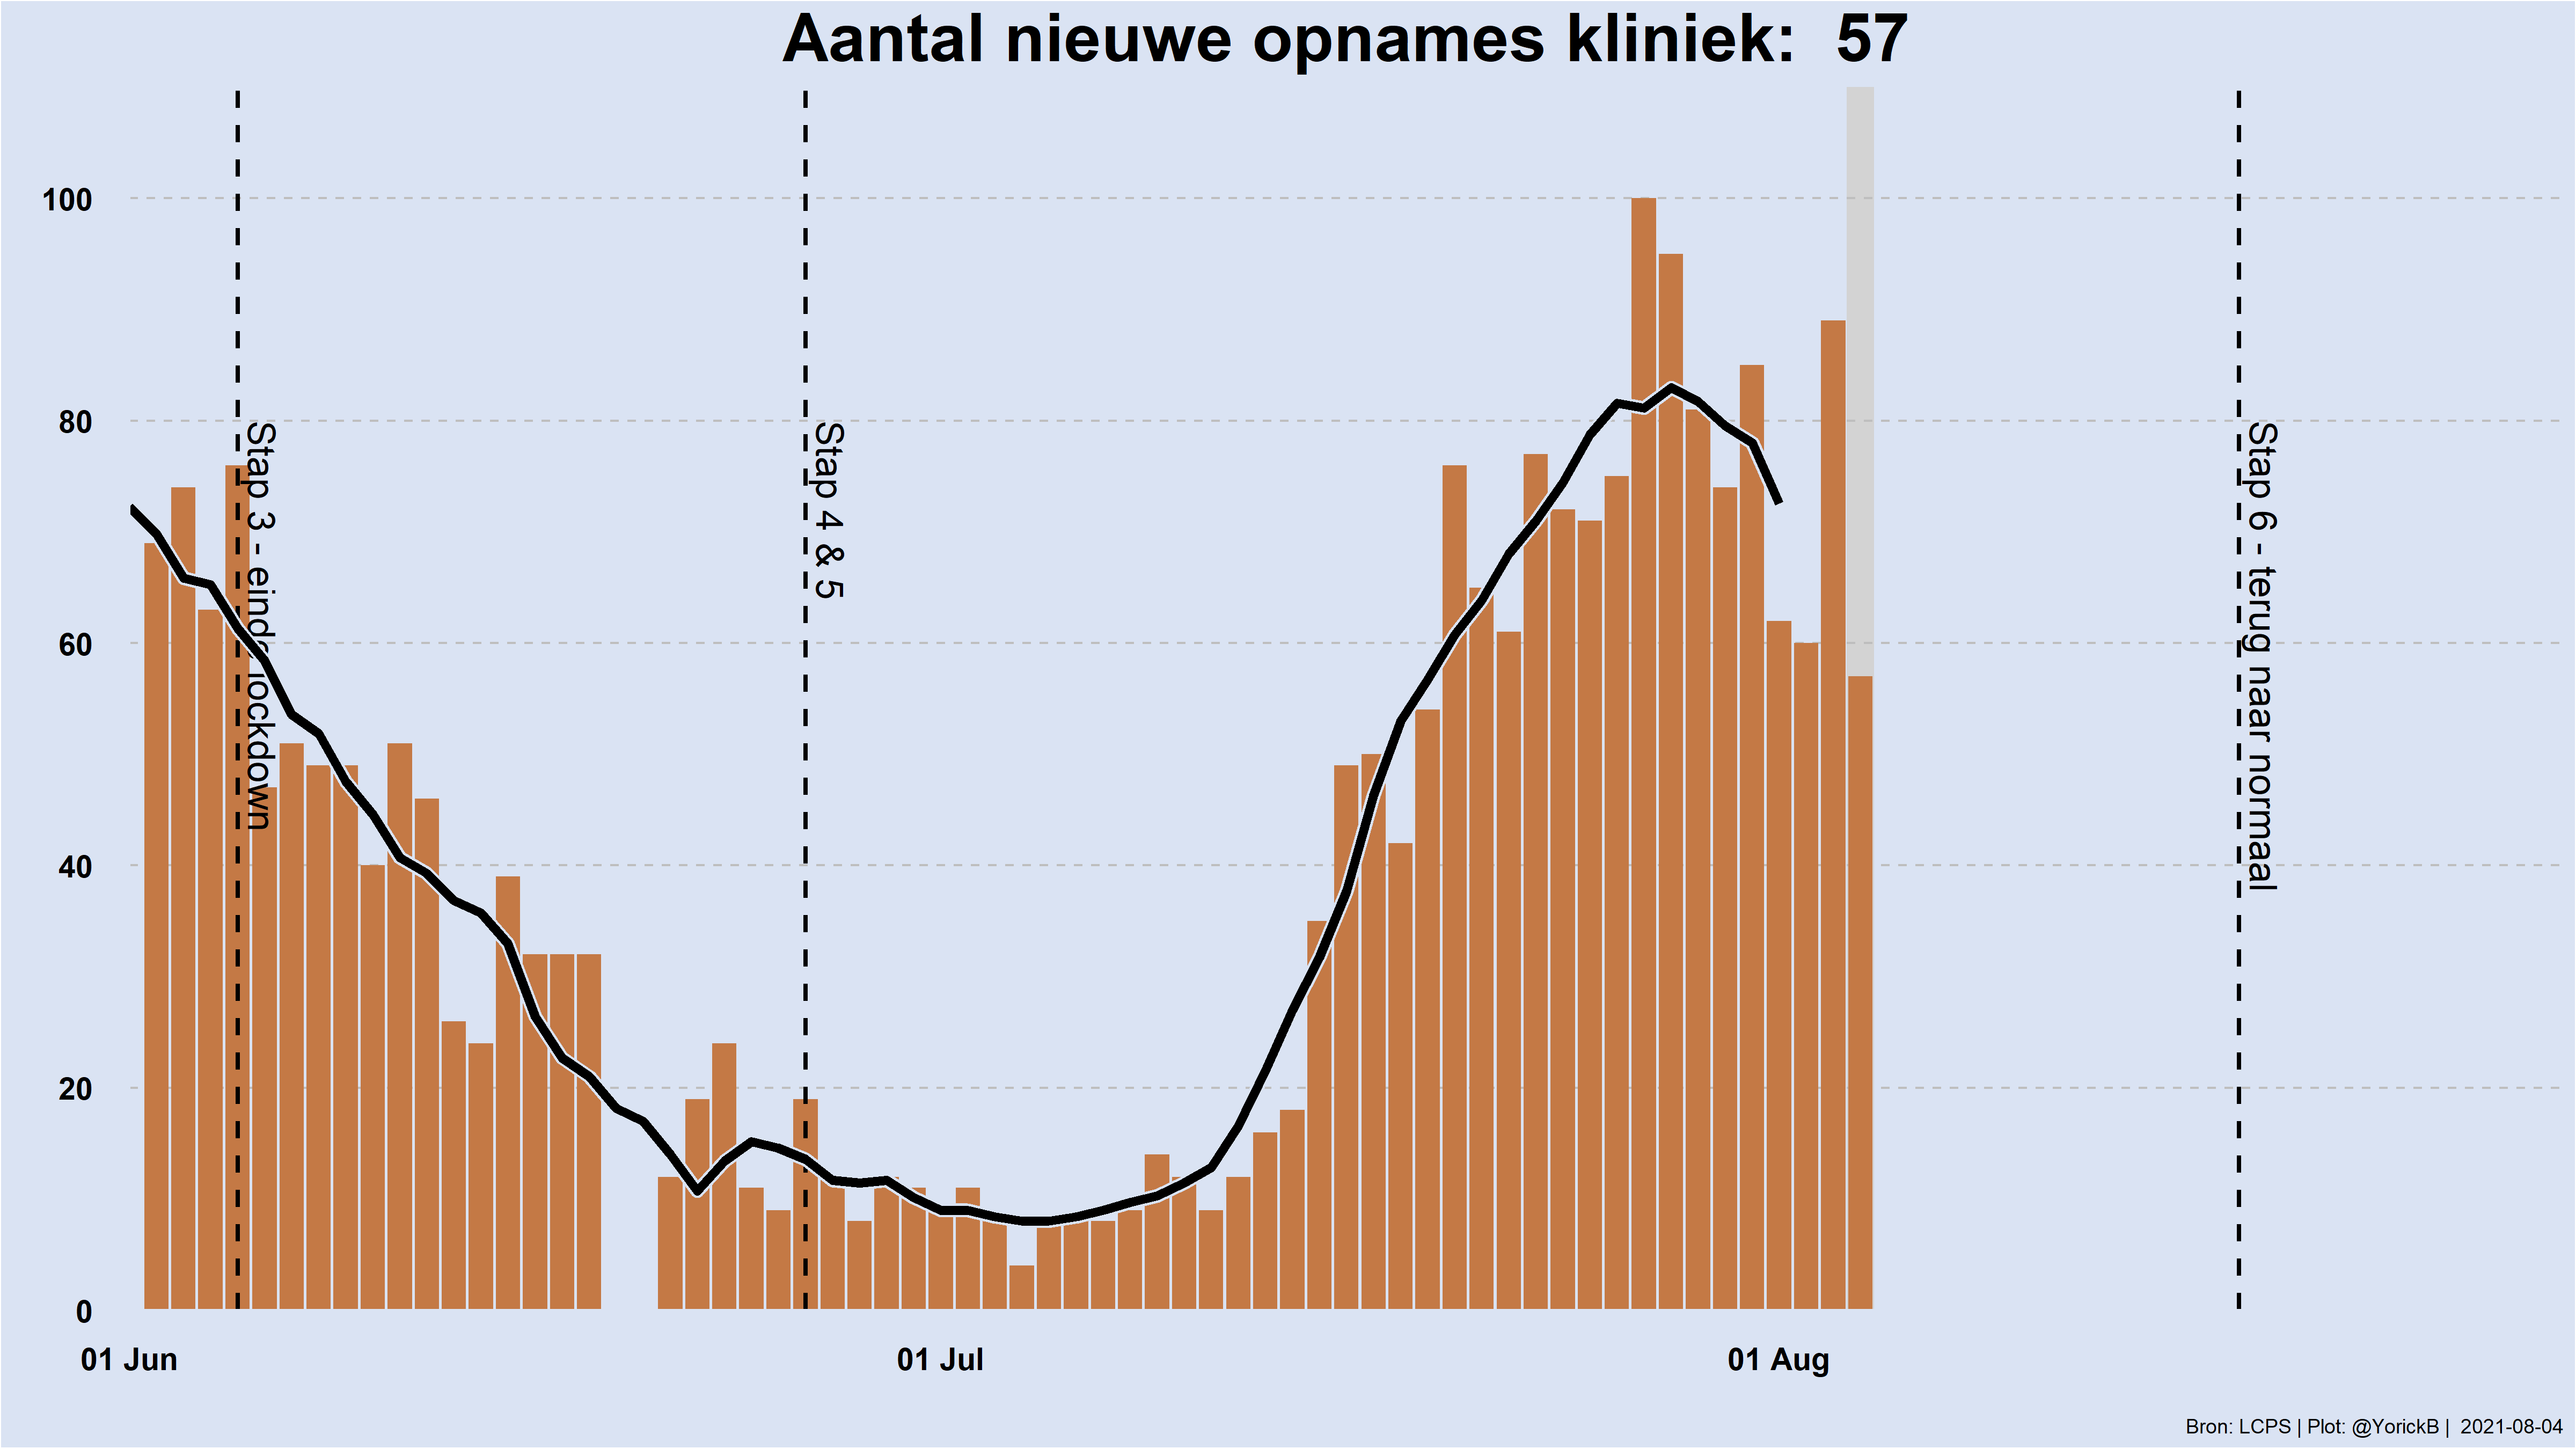 Aantal nieuwe opnames kliniek:  57
100
80
60
40
20
0
Stap 3 - einde lockdown
Stap 4 & 5
Stap 6 - terug naar normaal
01 Jun
01 Jul
01 Aug
Bron: LCPS | Plot: @YorickB |  2021-08-04